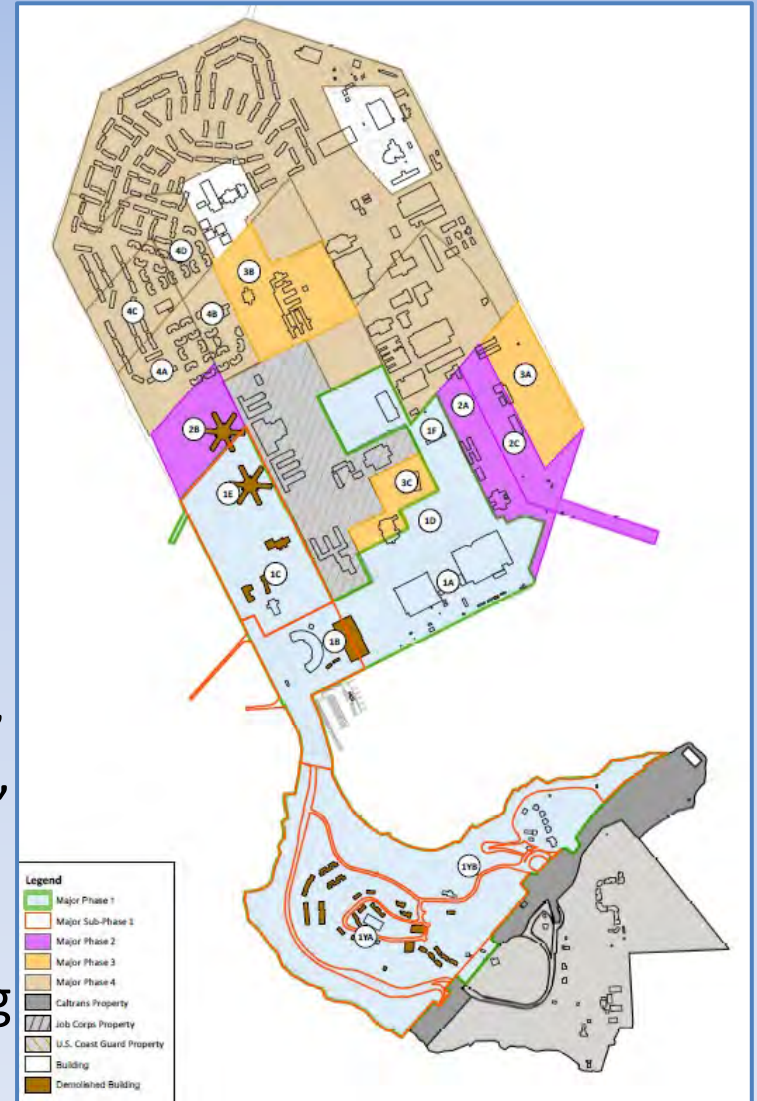 4D
3B
4C
4B
4A
3A
2A
2B
1F
2C
3C
1E
1D
1C
1A
1B
1YB
1YA
,
,
g
Legend
Major Phase 1
Major Sub-Phase 1
Major Phase 2
Major Phase 3
Major Phase 4
Caltrans Property
Job Corps Property
U.S. Coast Guard Property
Building
Demolished Building